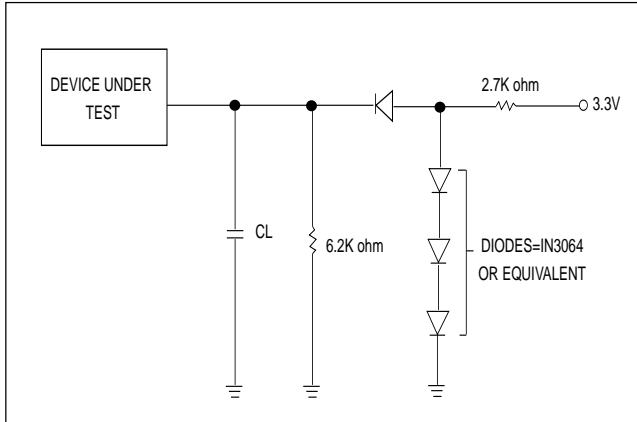 DEVICE UNDER
TEST
2.7K ohm
3.3V
CL
6.2K ohm
DIODES=IN3064
OR EQUIVALENT